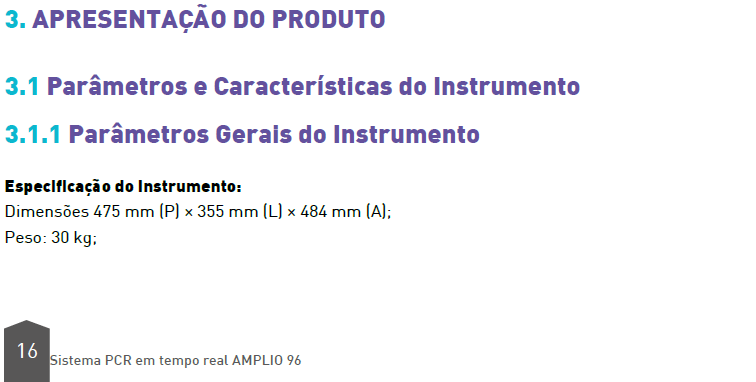 3. APRESENTAÇÃO DO PRODUTO
3.1 Parâmetros e Características do Instrumento
3.1.1 Parâmetros Gerais do Instrumento
Especificação do Instrumento:
Dimensões 475 mm (P) × 355 mm (L) × 484 mm (A);
Peso: 30 kg;
16 Sistema PCR em tempo real AMPLIO 96